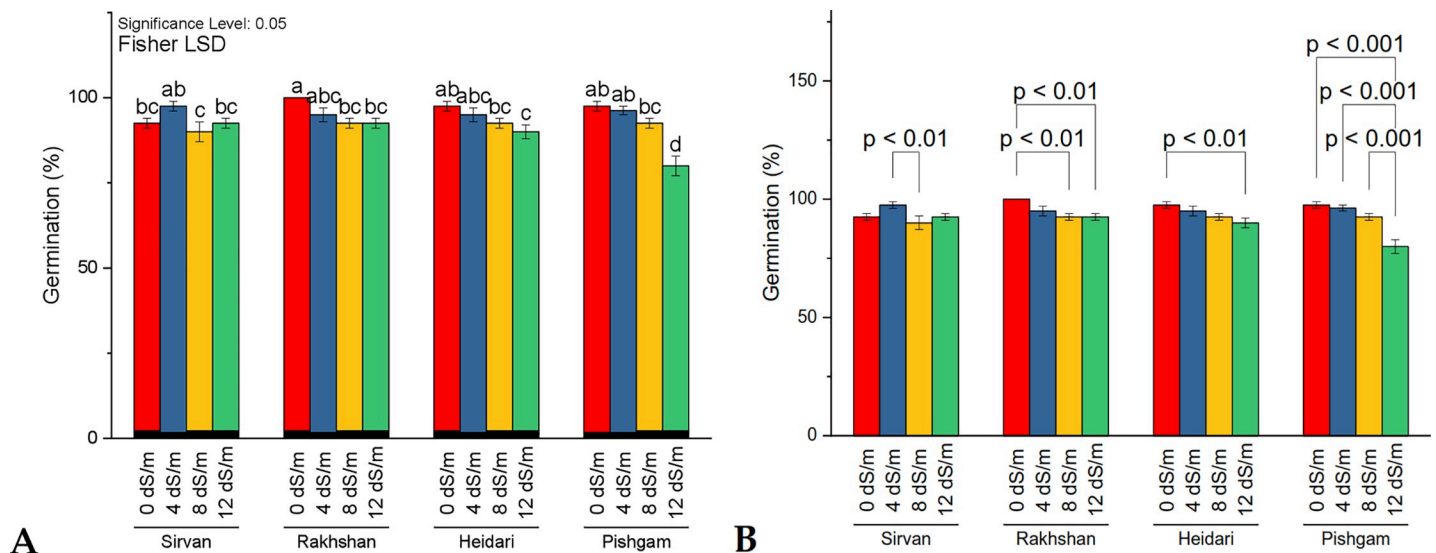 Significance Level: 0.05
Fisher LSD
Germination (%)
100
50
0
bc ab c bc
a abc bc bc
ab abc bc c
ab ab bc d
0 dS/m
4 dS/m
8 dS/m
12 dS/m
0 dS/m
4 dS/m
8 dS/m
12 dS/m
0 dS/m
4 dS/m
8 dS/m
12 dS/m
0 dS/m
4 dS/m
8 dS/m
12 dS/m
Sirvan Rakhshan Heidari Pishgam
A
Germination (%)
150
100
50
0
p < 0.01
p < 0.01
p < 0.01
p < 0.01
p < 0.001
p < 0.001
p < 0.001
0 dS/m
4 dS/m
8 dS/m
12 dS/m
0 dS/m
4 dS/m
8 dS/m
12 dS/m
0 dS/m
4 dS/m
8 dS/m
12 dS/m
0 dS/m
4 dS/m
8 dS/m
12 dS/m
Sirvan Rakhshan Heidari Pishgam
B